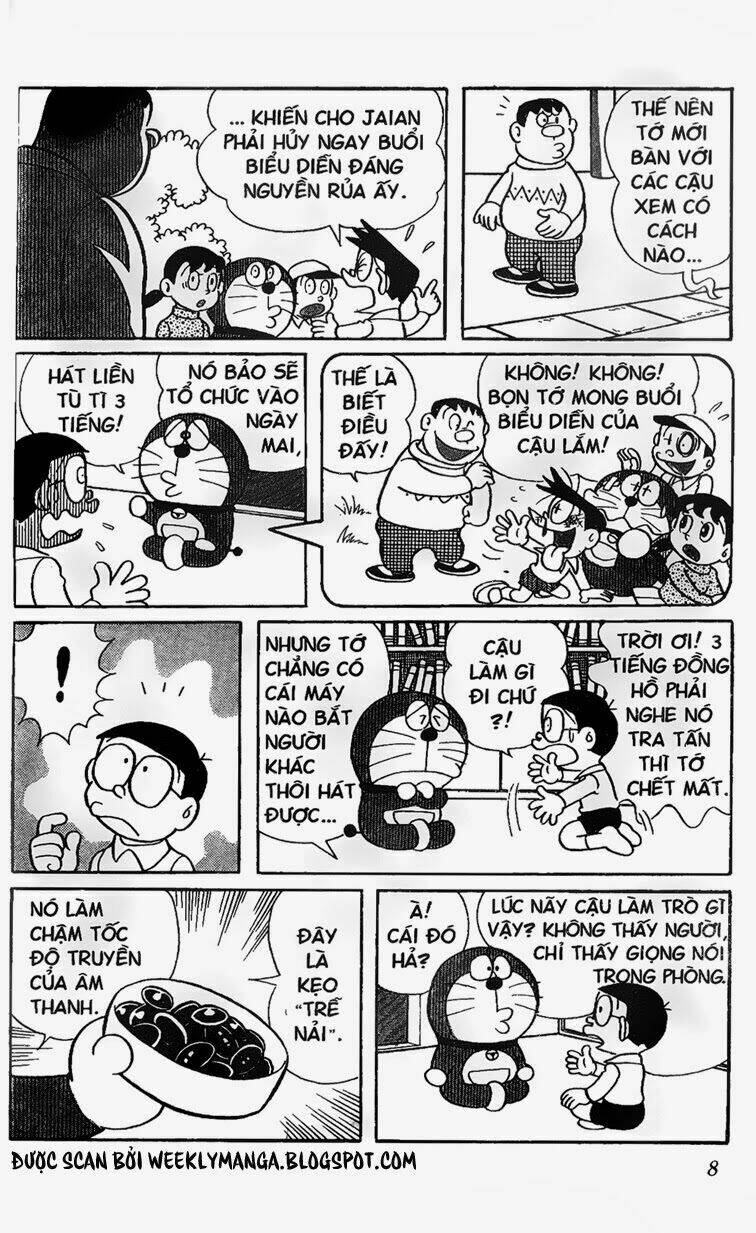 THẾ NÊN
TỚ MỚI
BÀN VỚI
CÁC CẬU
XEM CÓ
CÁCH
NÀO...
... KHIẾN CHO JAIAN
PHẢI HỦY NGAY BUỔI
BIỂU DIỄN ĐÁNG
NGUYỀN RỦA ẤY.
KHÔNG! KHÔNG!
BỌN TỚ MONG BUỔI
BIỂU DIỄN CỦA
CẬU LẮM!
THẾ LÀ
BIẾT
ĐIỀU
ĐẤY!
NÓ BẢO SẼ
TỔ CHỨC VÀO
NGÀY
MAI,
HÁT LIỀN
TÙ TÌ 3
TIẾNG!
TRỜI ƠI! 3
TIẾNG ĐỒNG
HỒ PHẢI
NGHE NÓ
TRA TẤN
THÌ TỚ
CHẾT MẤT.
CẬU
LÀM GÌ
ĐI CHỨ
?!
NHƯNG TỚ
CHẲNG CÓ
CÁI MÁY
NÀO BẮT
NGƯỜI
KHÁC
THÔI HÁT
ĐƯỢC...
!
LÚC NÃY CẬU LÀM TRÒ GÌ
VẬY? KHÔNG THẤY NGƯỜI,
CHỈ THẤY GIỌNG NÓI
TRONG PHÒNG.
À!
CÁI ĐÓ
HẢ?
ĐÂY
LÀ
KẸO
"TRỄ
NẢI".
NÓ LÀM
CHẬM TỐC
ĐỘ TRUYỀN
CỦA ÂM
THANH.
ĐƯỢC SCAN BỞI WEEKLYMANGA.BLOGSPOT.COM
8